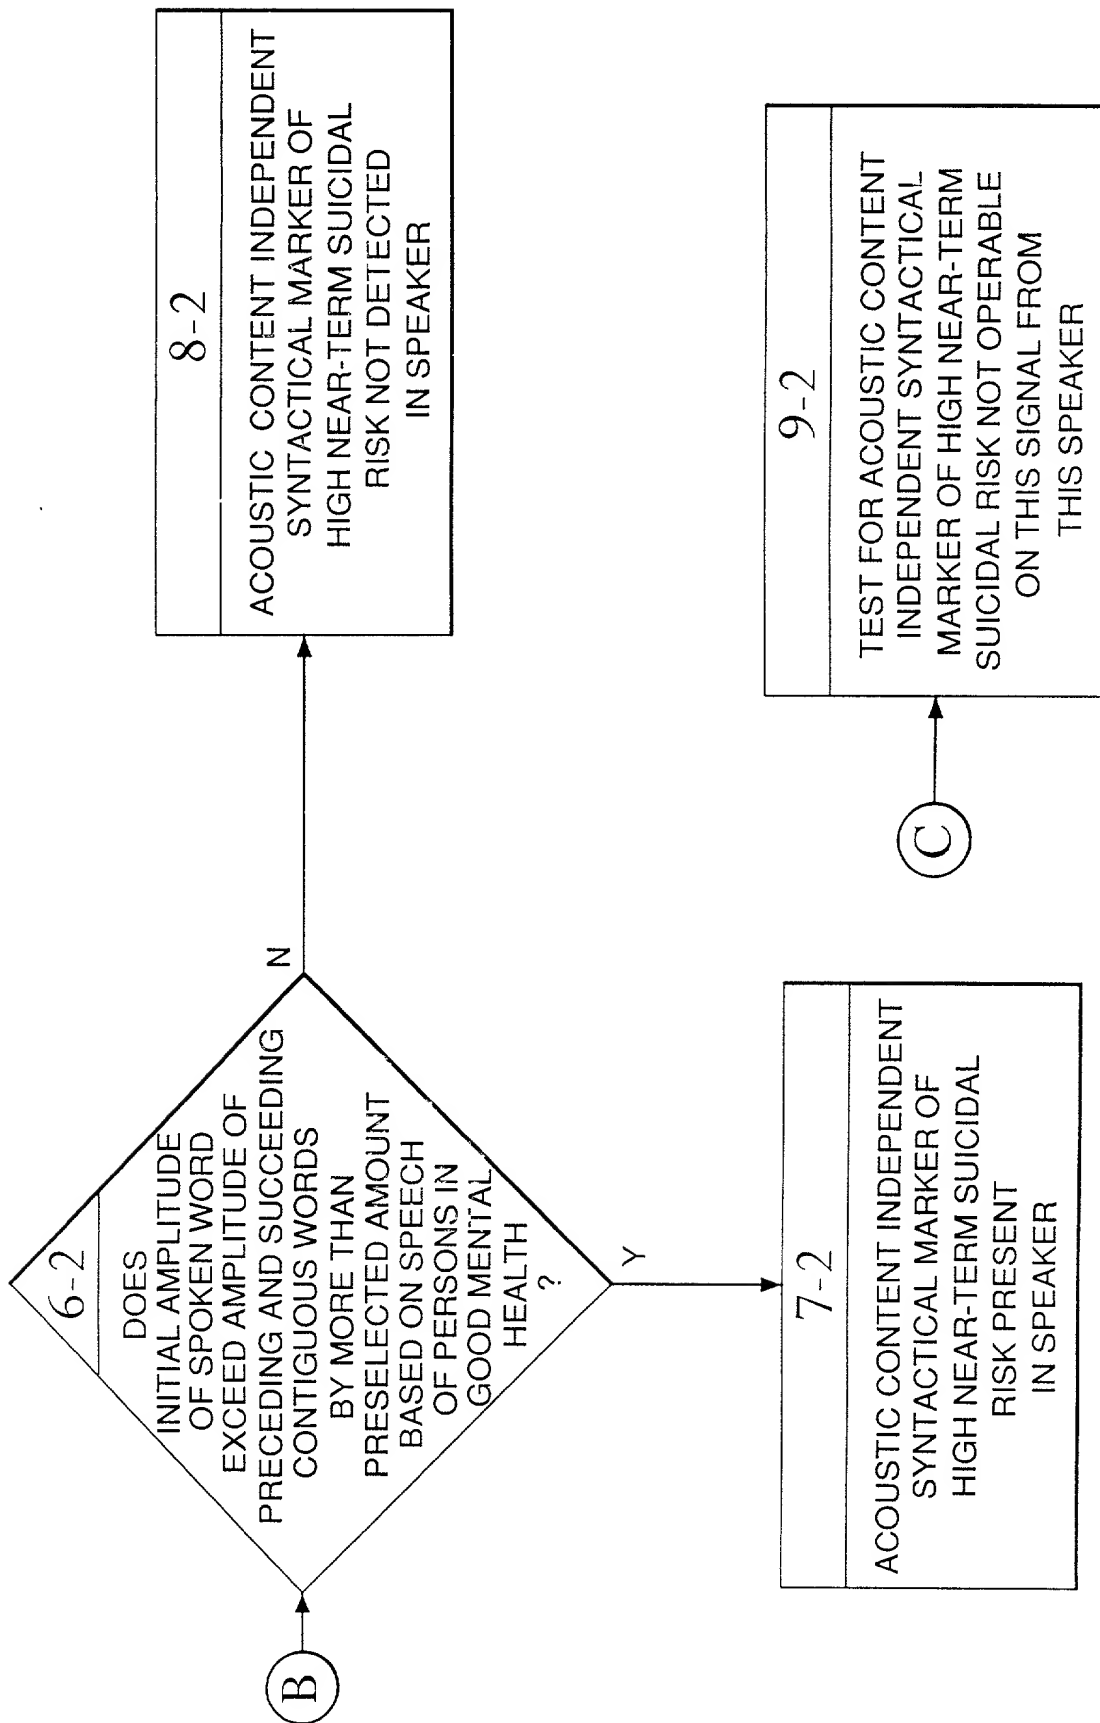 B
6-2
DOES
INITIAL AMPLITUDE
OF SPOKEN WORD
EXCEED AMPLITUDE OF
PRECEDING AND SUCCEEDING
CONTIGUOUS WORDS
BY MORE THAN
PRESELECTED AMOUNT
BASED ON SPEECH
OF PERSONS IN
GOOD MENTAL
HEALTH
?
N
8-2
ACOUSTIC CONTENT INDEPENDENT
SYNTACTICAL MARKER OF
HIGH NEAR-TERM SUICIDAL
RISK NOT DETECTED
IN SPEAKER
Y
7-2
ACOUSTIC CONTENT INDEPENDENT
SYNTACTICAL MARKER OF
HIGH NEAR-TERM SUICIDAL
RISK PRESENT
IN SPEAKER
C
9-2
TEST FOR ACOUSTIC CONTENT
INDEPENDENT SYNTACTICAL
MARKER OF HIGH NEAR-TERM
SUICIDAL RISK NOT OPERABLE
ON THIS SIGNAL FROM
THIS SPEAKER